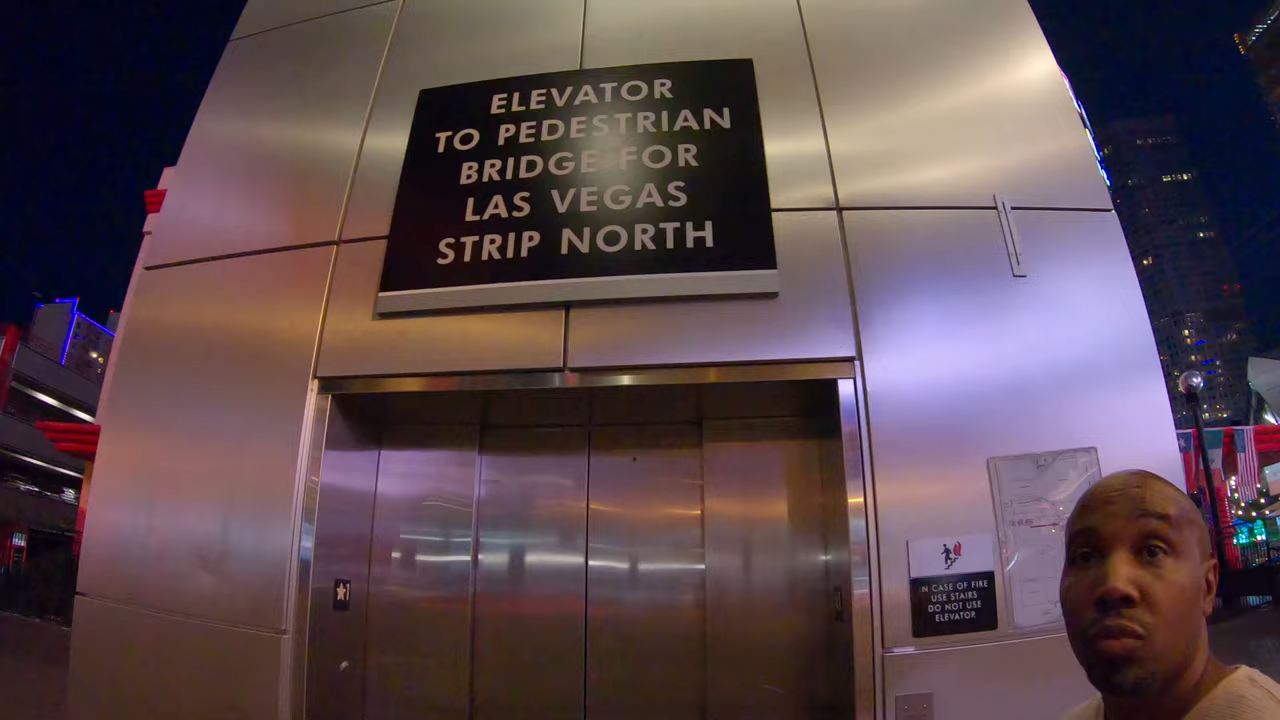 ELEVATOR
TO PEDESTRIAN
BRIDGE FOR
LAS VEGAS
STRIP NORTH
IN CASE OF FIRE
USE STAIRS
DO NOT USE
ELEVATOR